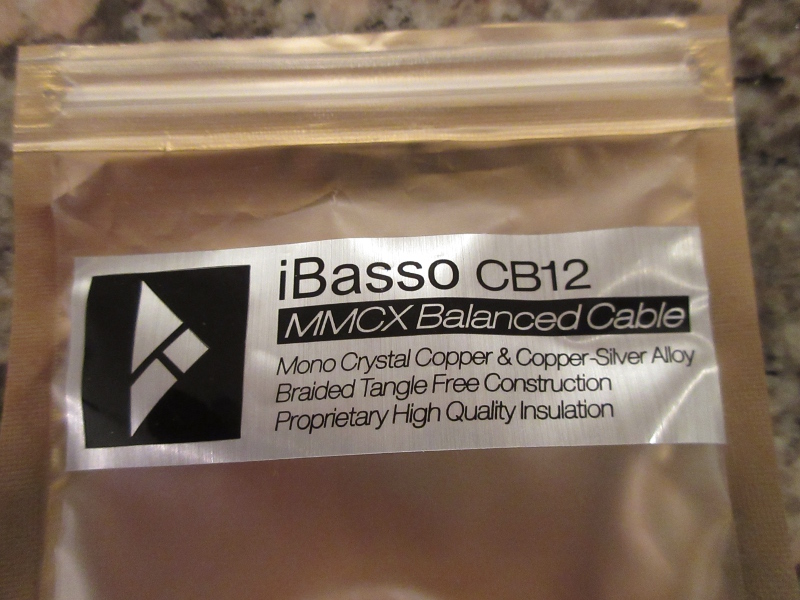 iBasso CB12
MMCX Balanced Cable
Mono Crystal Copper & Copper-Silver Alloy
Braided Tangle Free Construction
Proprietary High Quality Insulation